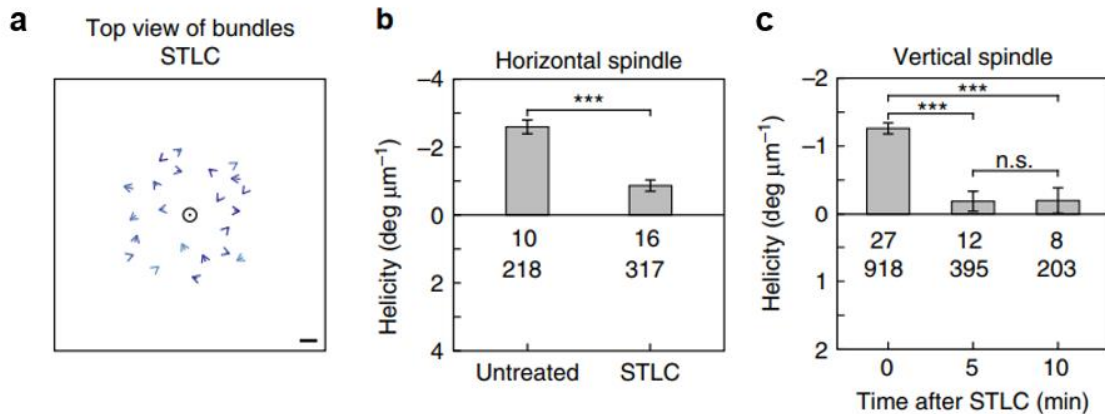 a
Top view of bundles
STLC
b
Horizontal spindle
Helicity (deg μm⁻¹)
−4
−2
0
2
4
***
10
16
218
317
Untreated
STLC
c
Vertical spindle
Helicity (deg μm⁻¹)
−2
−1
0
1
2
***
***
n.s.
27
12
8
918
395
203
0
5
10
Time after STLC (min)